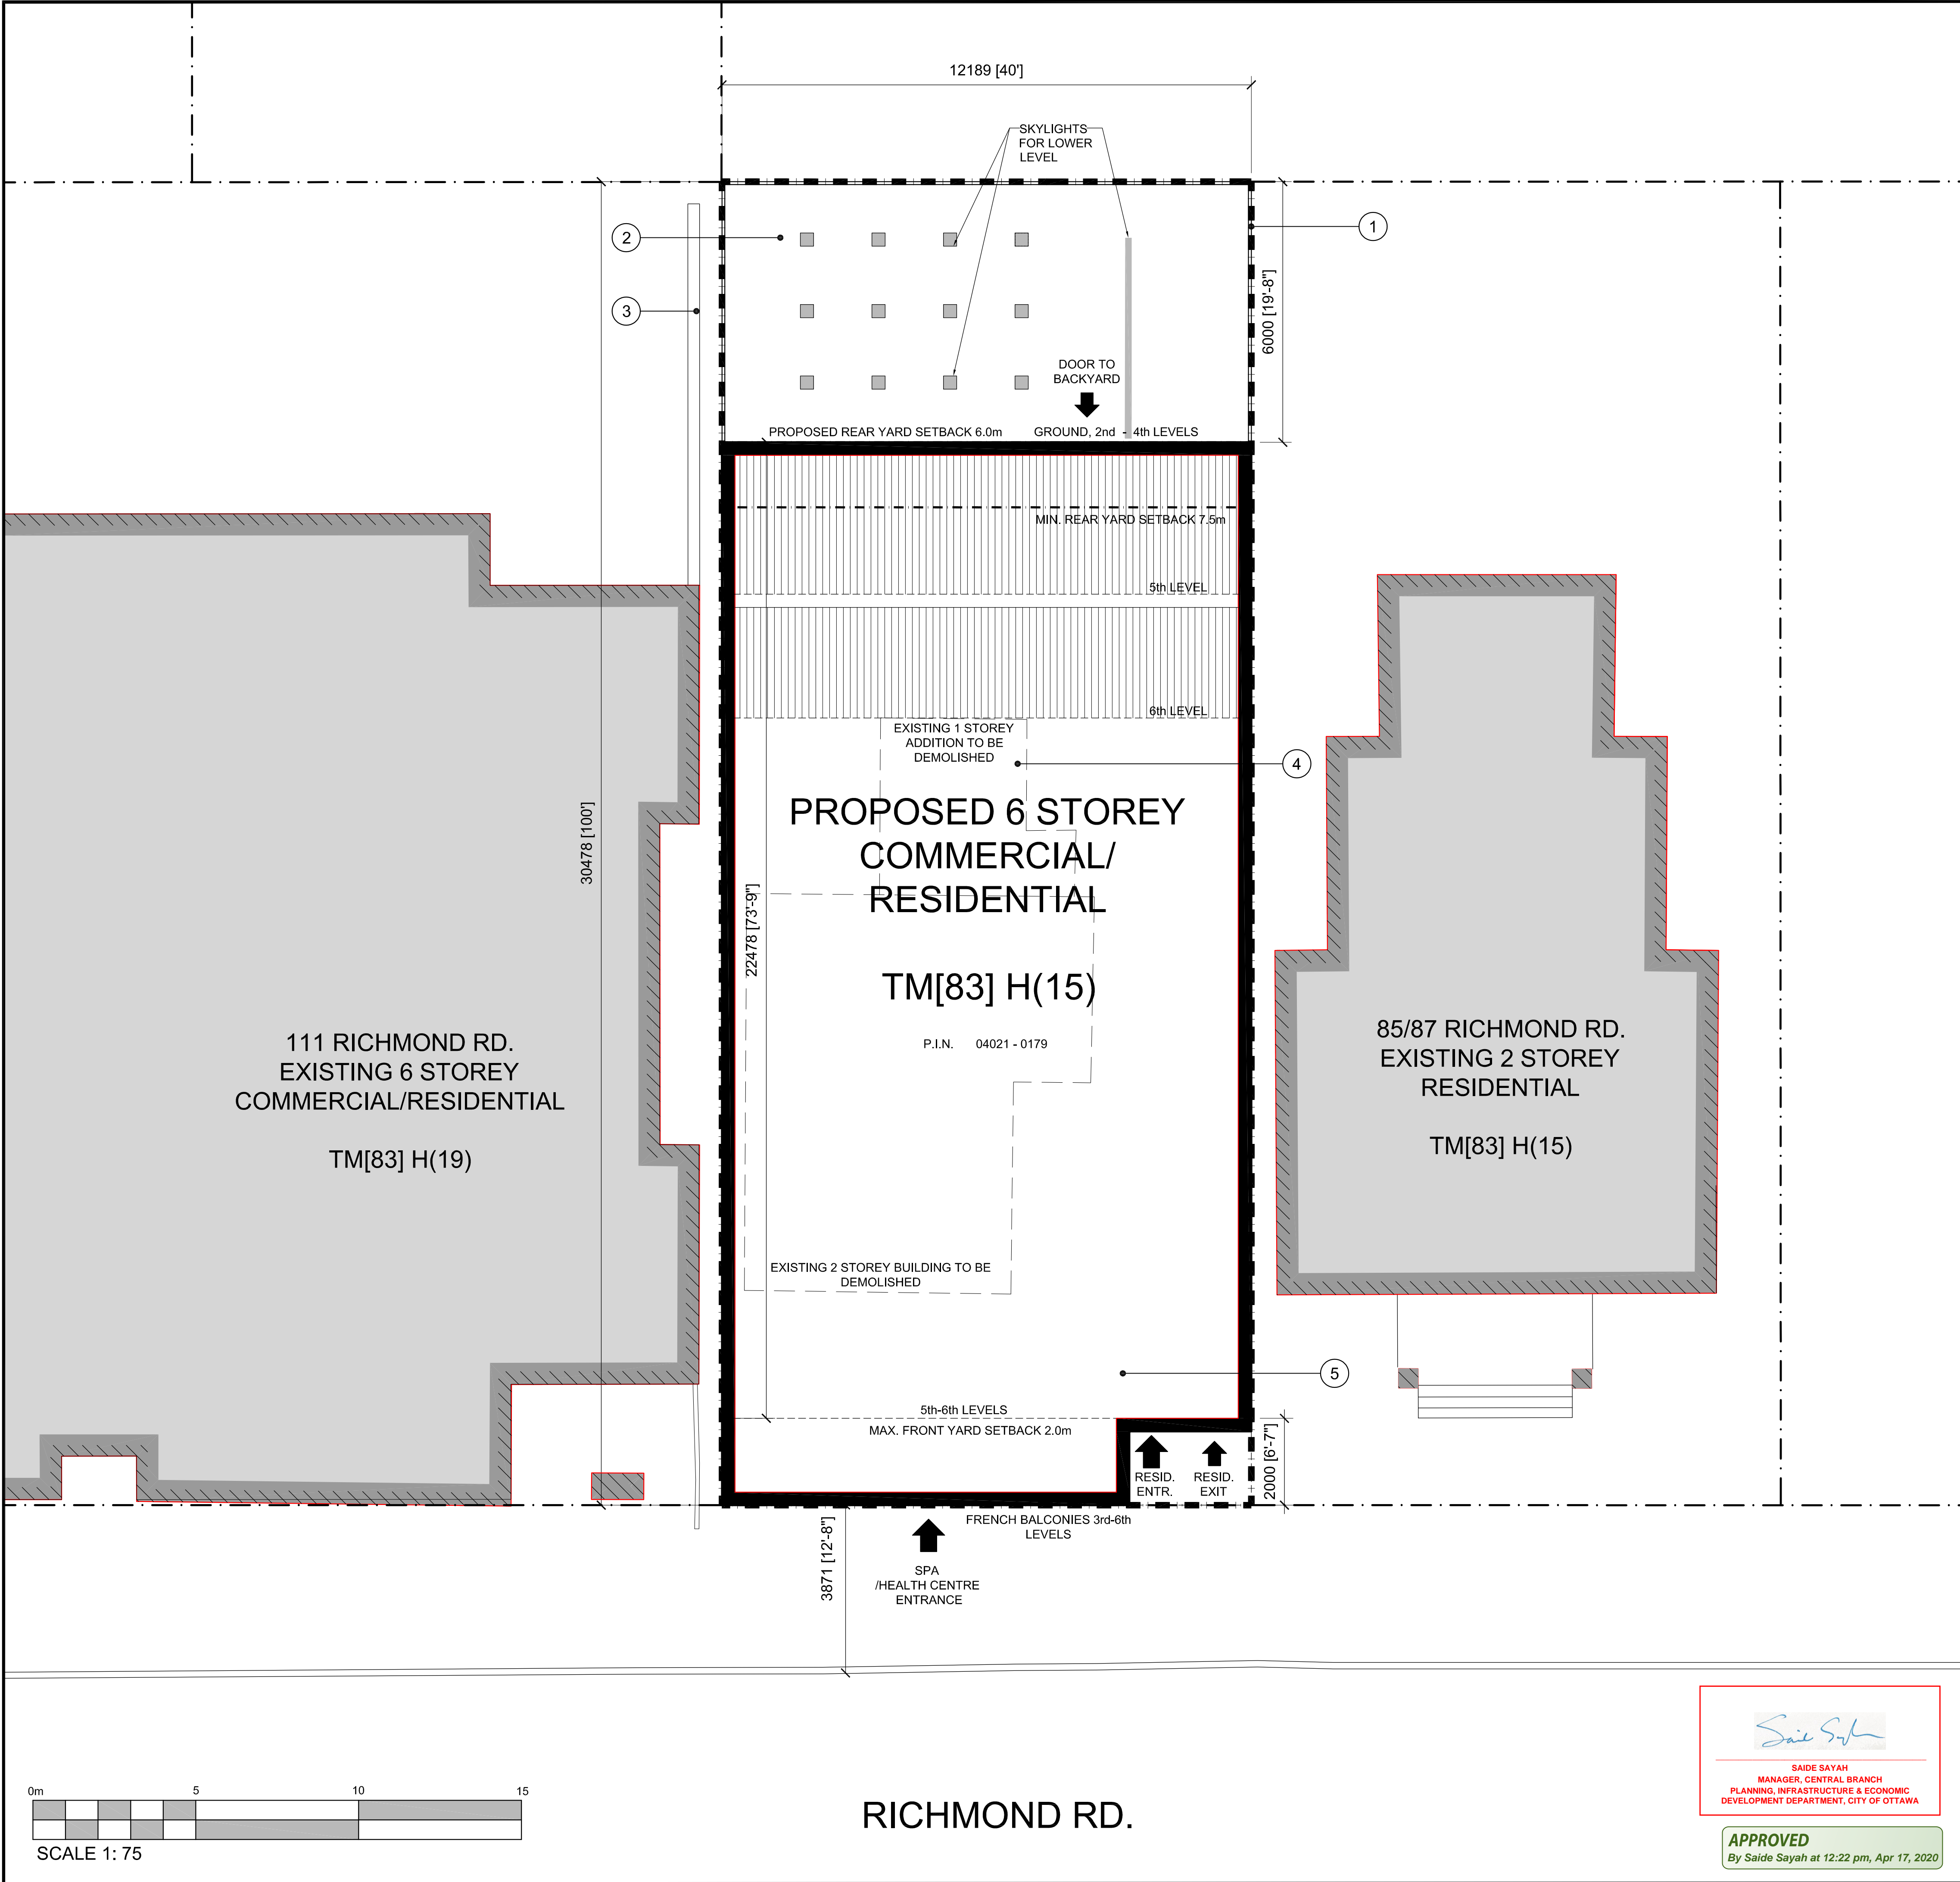 12189 [40']
SKYLIGHTS
FOR LOWER
LEVEL
2
1
3
6000 [19'-8"]
DOOR TO
BACKYARD
PROPOSED REAR YARD SETBACK 6.0m
GROUND, 2nd - 4th LEVELS
MIN. REAR YARD SETBACK 7.5m
5th LEVEL
6th LEVEL
EXISTING 1 STOREY
ADDITION TO BE
DEMOLISHED
4
PROPOSED 6 STOREY
COMMERCIAL/
RESIDENTIAL
30478 [100']
22478 [73'-9"]
TM[83] H(15)
P.I.N. 04021 - 0179
111 RICHMOND RD.
EXISTING 6 STOREY
COMMERCIAL/RESIDENTIAL
TM[83] H(19)
85/87 RICHMOND RD.
EXISTING 2 STOREY
RESIDENTIAL
TM[83] H(15)
EXISTING 2 STOREY BUILDING TO BE
DEMOLISHED
5
5th-6th LEVELS
MAX. FRONT YARD SETBACK 2.0m
2000 [6'-7"]
RESID.
ENTR.
RESID.
EXIT
FRENCH BALCONIES 3rd-6th
LEVELS
3871 [12'-8"]
SPA
/HEALTH CENTRE
ENTRANCE
0m 5 10 15
SCALE 1: 75
RICHMOND RD.
SAIDE SAYAH
MANAGER, CENTRAL BRANCH
PLANNING, INFRASTRUCTURE & ECONOMIC
DEVELOPMENT DEPARTMENT, CITY OF OTTAWA
APPROVED
By Saide Sayah at 12:22 pm, Apr 17, 2020